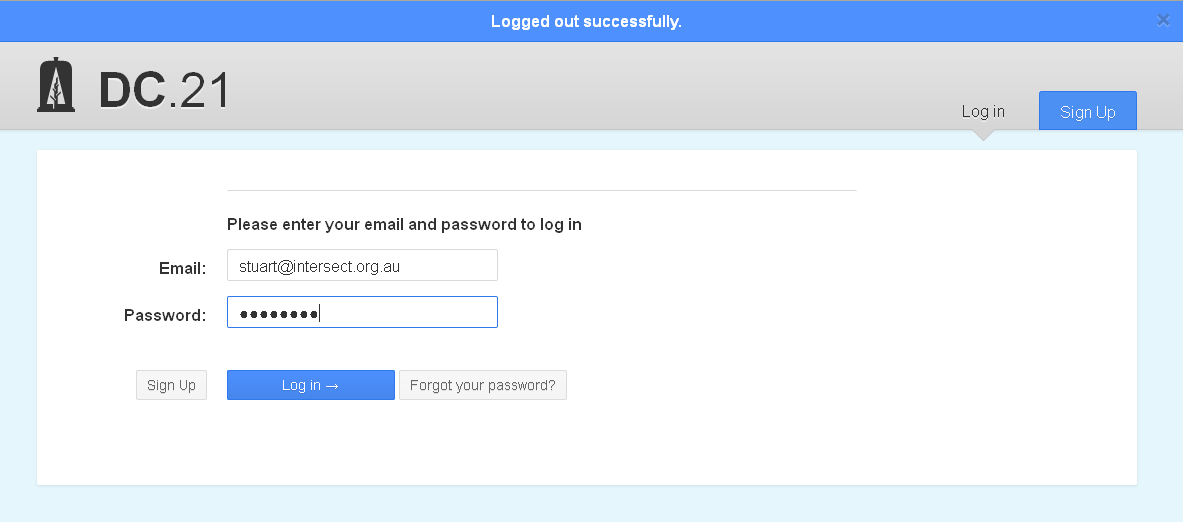 Logged out successfully.
×
DC.21
Log in
Sign Up
Please enter your email and password to log in
Email:
stuart@intersect.org.au
Password:
••••••••
Sign Up
Log in →
Forgot your password?